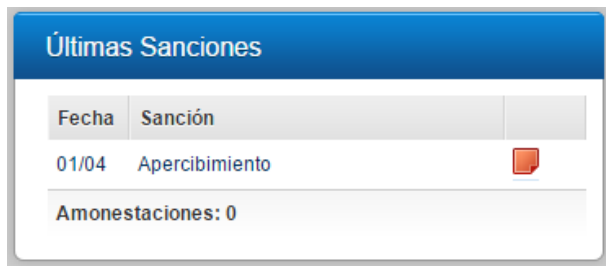 Últimas Sanciones
Fecha Sanción
01/04 Apercibimiento
Amonestaciones: 0